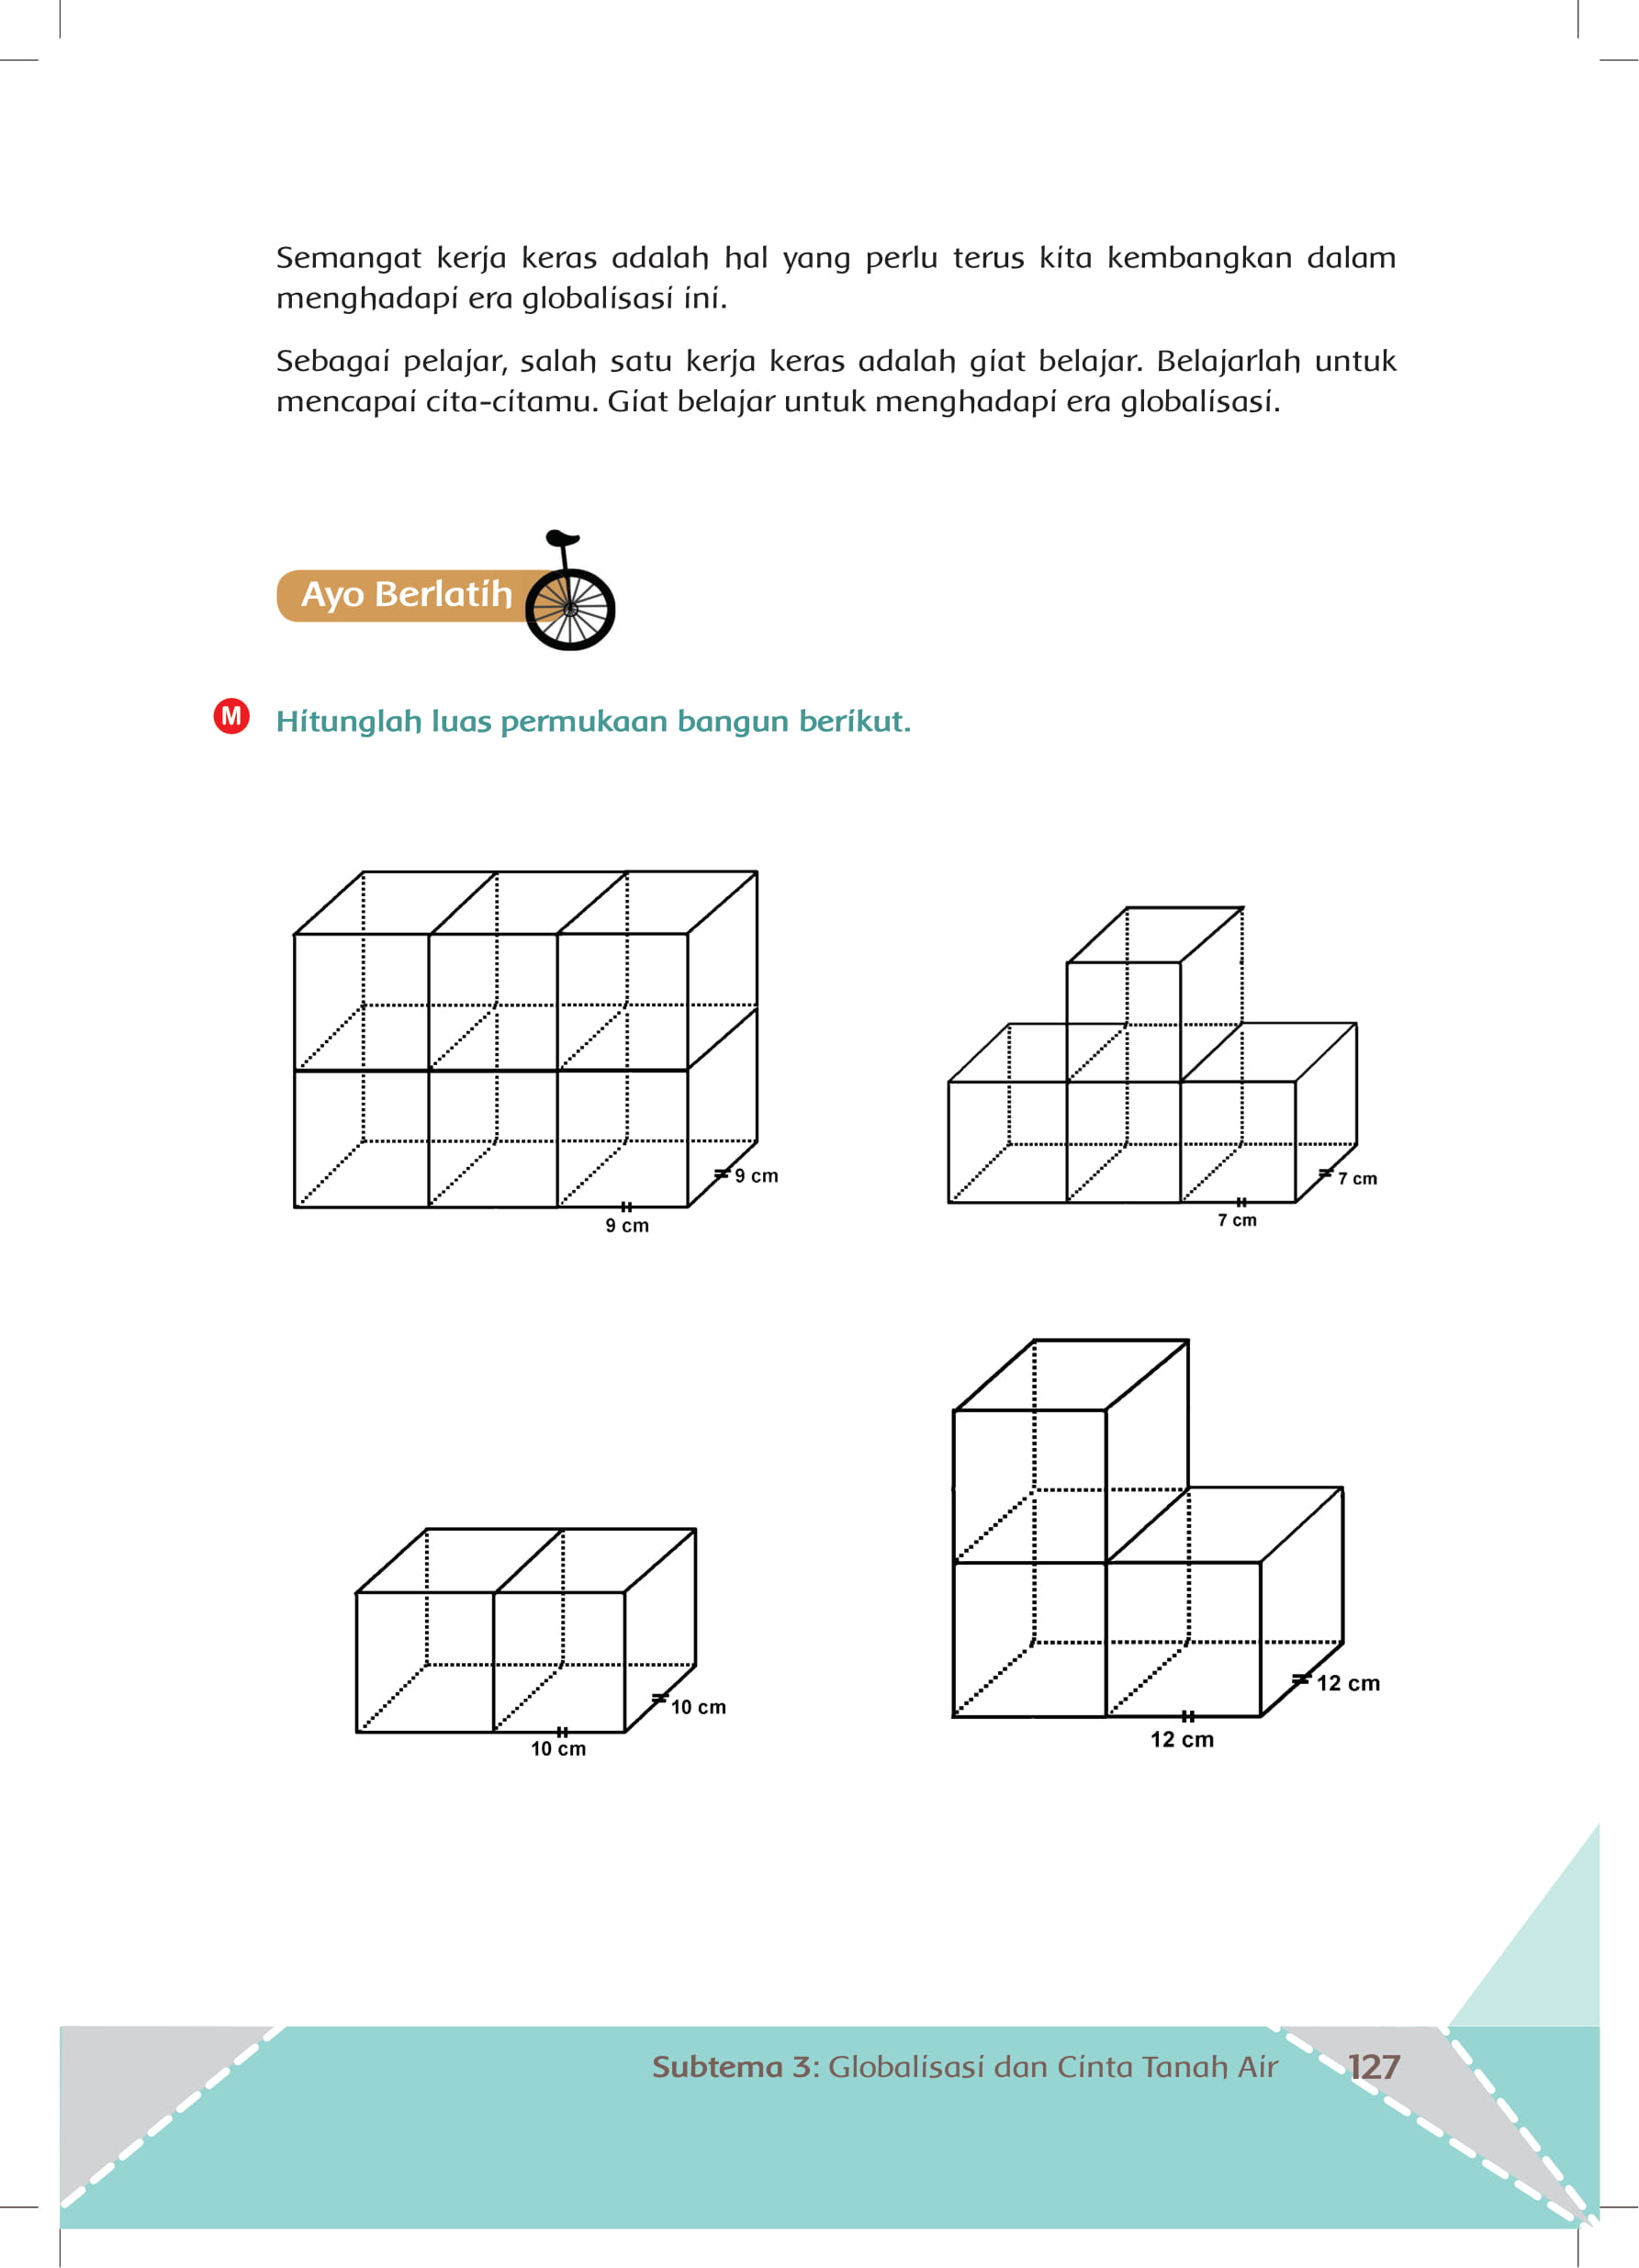 Semangat kerja keras adalah hal yang perlu terus kita kembangkan dalam
menghadapi era globalisasi ini.
Sebagai pelajar, salah satu kerja keras adalah giat belajar. Belajarlah untuk
mencapai cita-citamu. Giat belajar untuk menghadapi era globalisasi.
Ayo Berlatih
M Hitunglah luas permukaan bangun berikut.
9 cm
9 cm
7 cm
7 cm
10 cm
10 cm
12 cm
12 cm
Subtema 3: Globalisasi dan Cinta Tanah Air 127